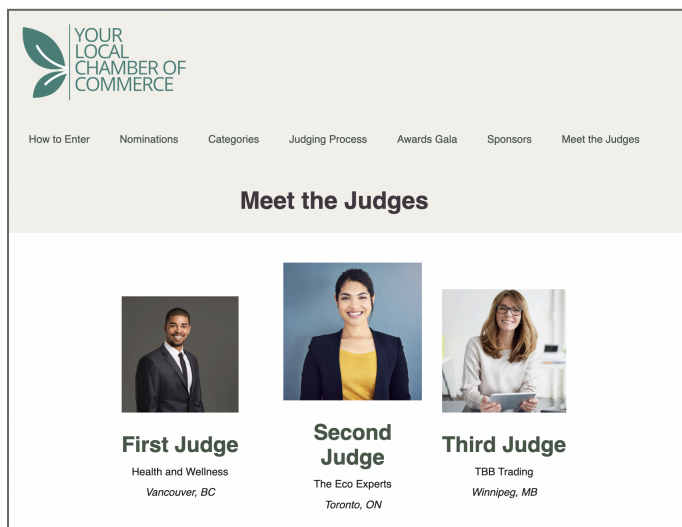 YOUR
LOCAL
CHAMBER OF
COMMERCE
How to Enter Nominations Categories Judging Process Awards Gala Sponsors Meet the Judges
Meet the Judges
First Judge
Health and Wellness
Vancouver, BC
Second
Judge
The Eco Experts
Toronto, ON
Third Judge
TBB Trading
Winnipeg, MB